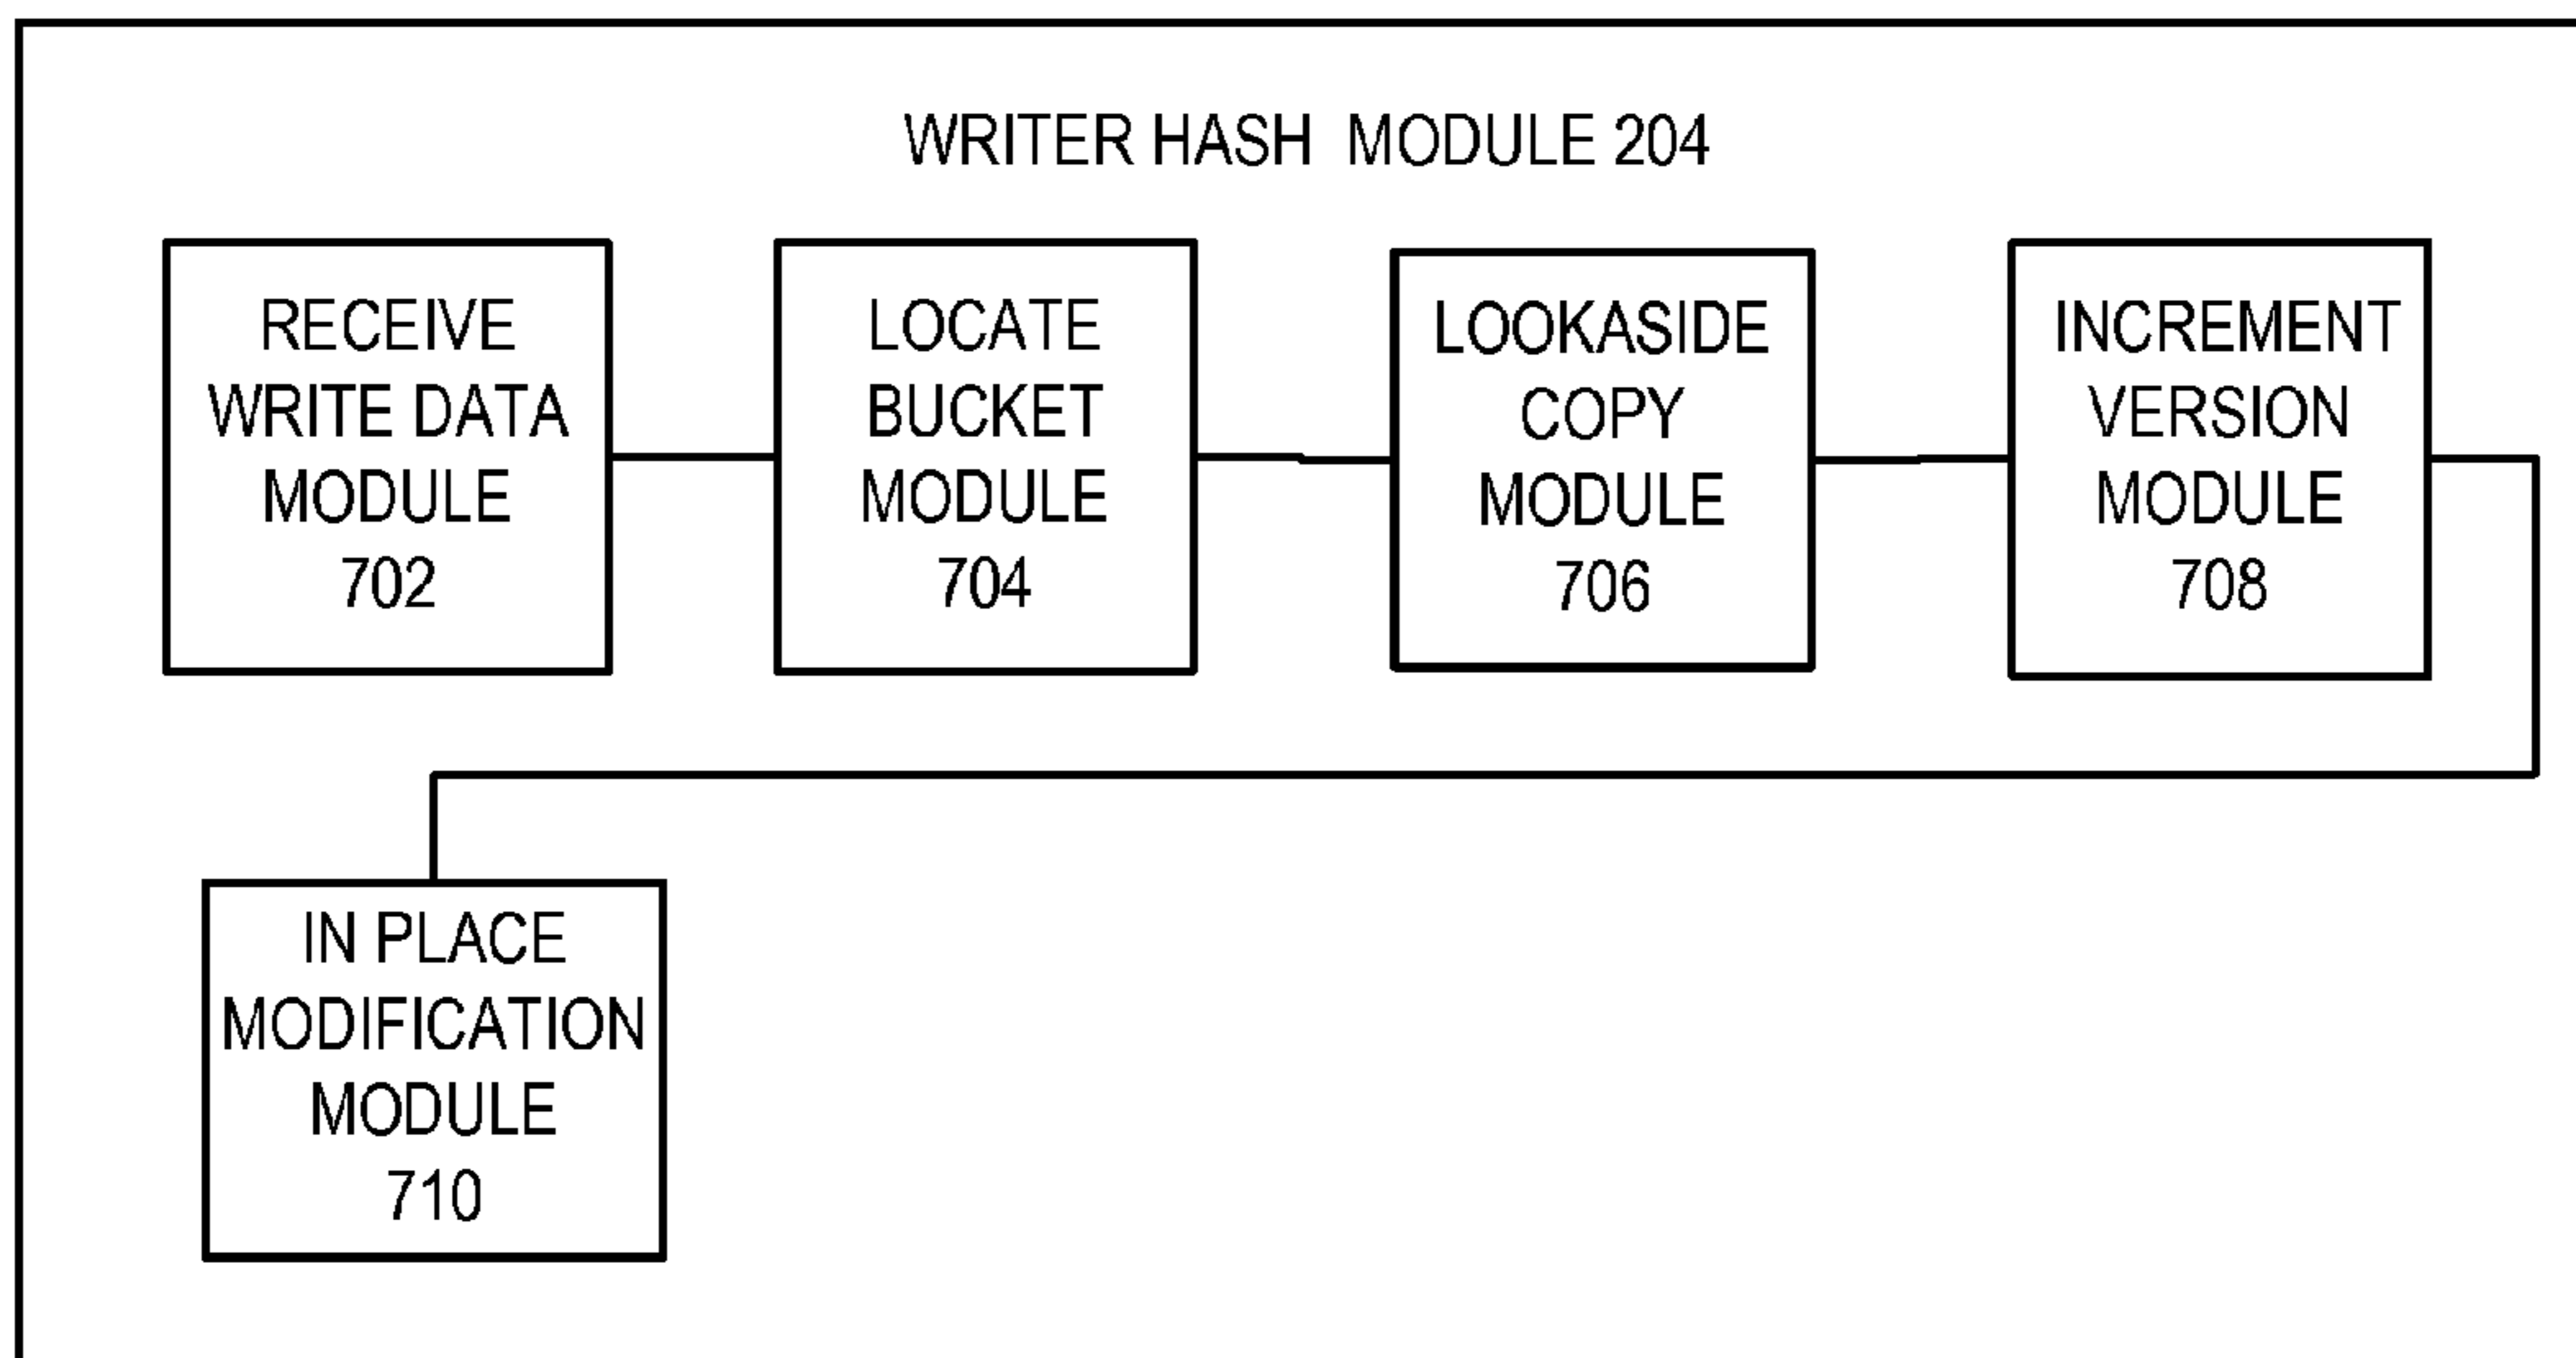 WRITER HASH MODULE 204
RECEIVE
WRITE DATA
MODULE
702
LOCATE
BUCKET
MODULE
704
LOOKASIDE
COPY
MODULE
706
INCREMENT
VERSION
MODULE
708
IN PLACE
MODIFICATION
MODULE
710